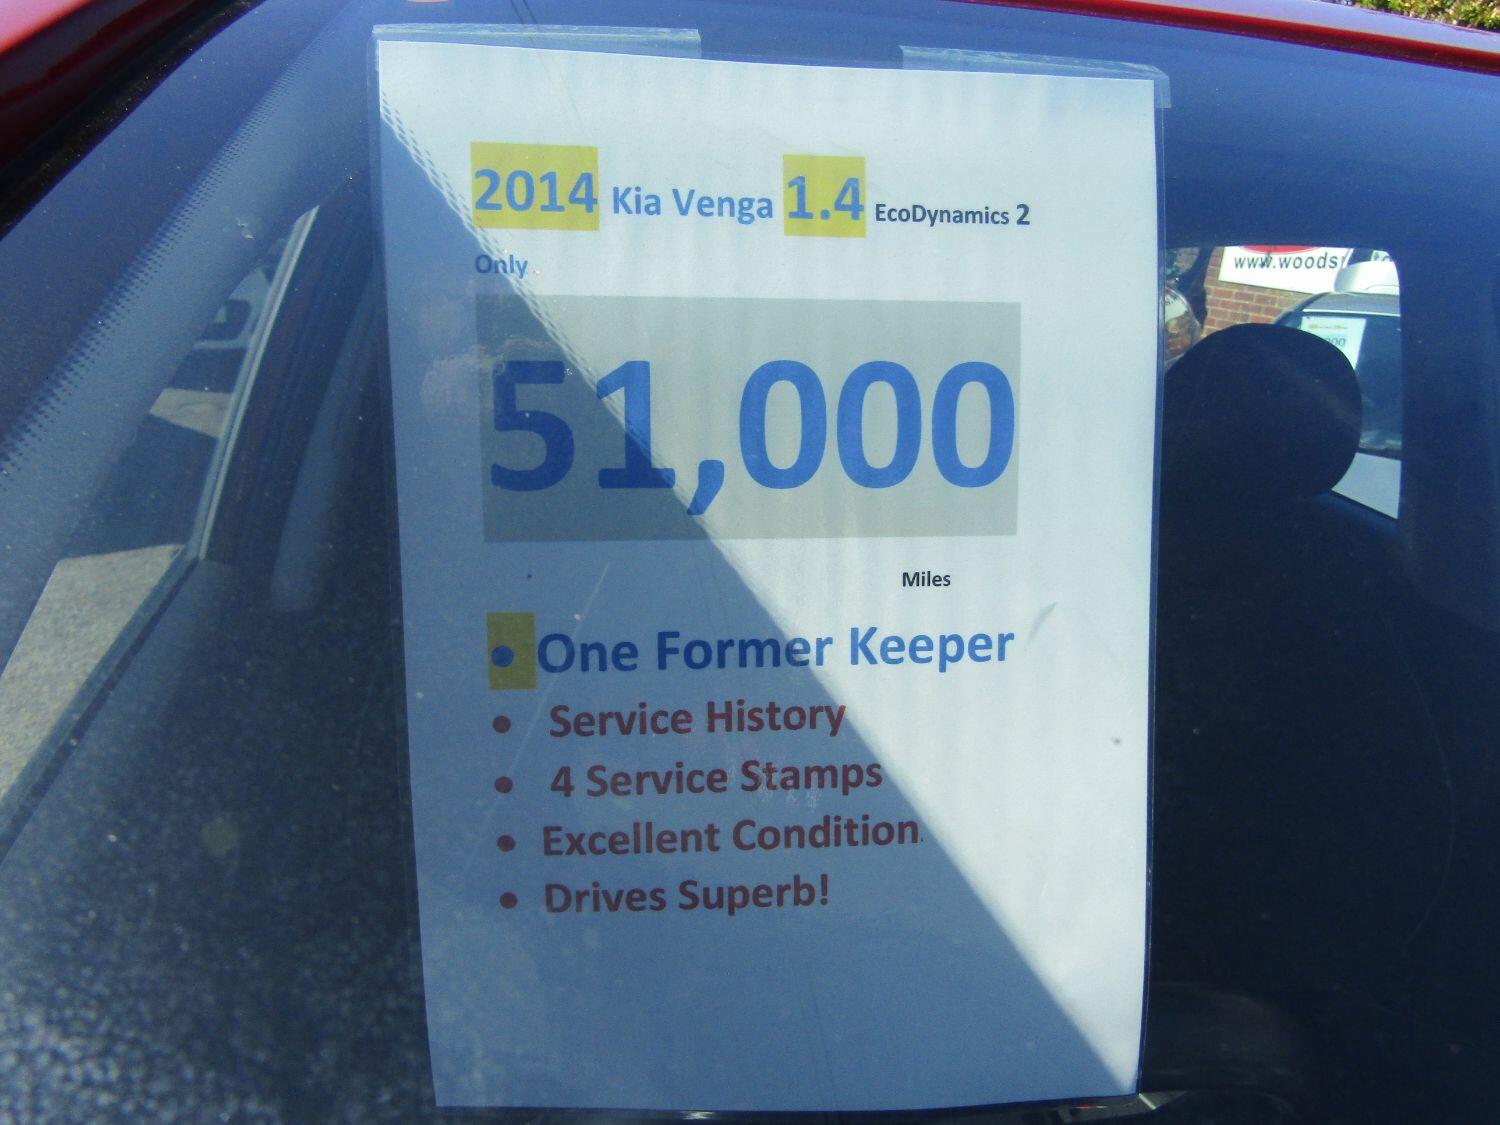 2014 Kia Venga 1.4 EcoDynamics 2
Only
51,000
Miles
• One Former Keeper
• Service History
• 4 Service Stamps
• Excellent Condition.
• Drives Superb!